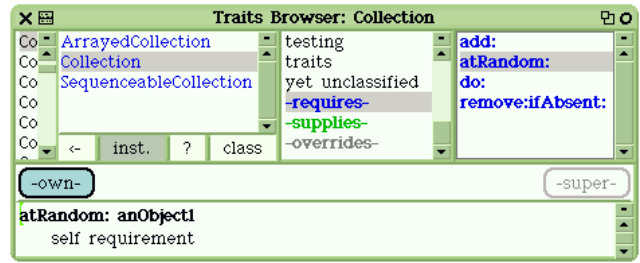 Traits Browser: Collection
Co
Co
Co
Co
Co
Co
ArrayedCollection
Collection
SequenceableCollection
<- inst. ? class
testing
traits
yet unclassified
-requires-
-supplies-
-overrides-
add:
atRandom:
do:
remove:ifAbsent:
-own- -super-
atRandom: anObject1
self requirement